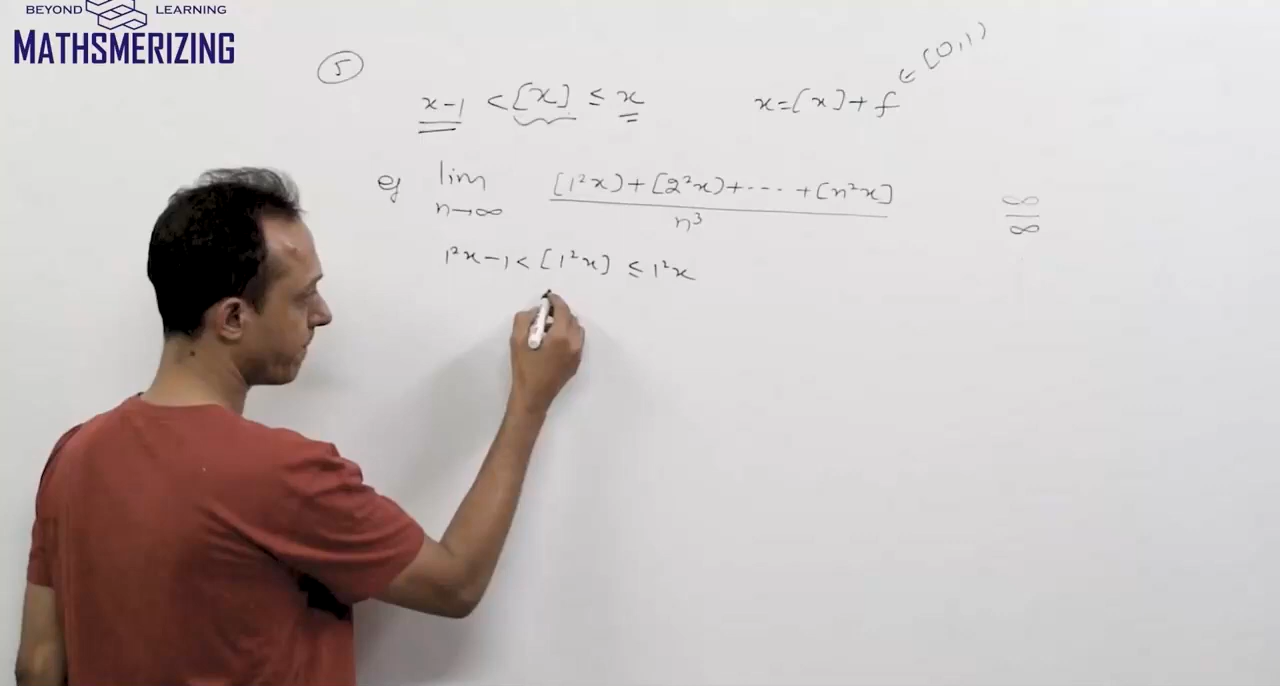 BEYOND LEARNING
MATHSMERIZING
5
x-1 < [x] ≤ x x=[x]+f ∈ [0,1)
eg lim n→∞ [1²x]+[2²x]+----+[n²x] / n³ ∞/∞
1²x-1 < [1²x] ≤ 1²x